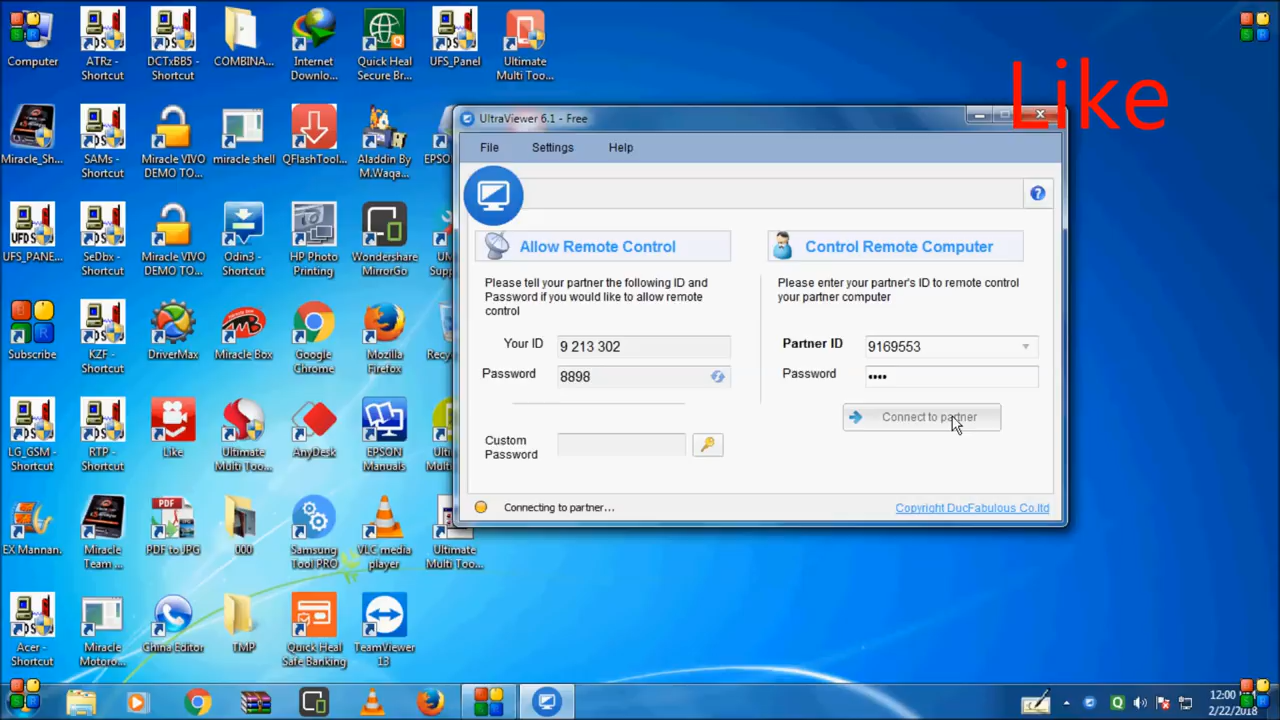 Computer
ATRz -
Shortcut
DCTxBB5 -
Shortcut
COMBINA...
Internet
Downlo...
Quick Heal
Secure Br...
UFS_Panel
Ultimate
Multi Too...
Like
Miracle_Sh...
SAMs -
Shortcut
Miracle VIVO
DEMO TO...
miracle shell
QFlashTool...
Aladdin By
M.Waqa...
UltraViewer 6.1 - Free
File
Settings
Help
UFS_PANE...
SeDbx -
Shortcut
Miracle VIVO
DEMO TO...
Odin3 -
Shortcut
HP Photo
Printing
Wondershare
MirrorGo
Allow Remote Control
Control Remote Computer
Please tell your partner the following ID and
Password if you would like to allow remote
control
Please enter your partner's ID to remote control
your partner computer
Your ID
9 213 302
Partner ID
9169553
Password
8898
Password
••••
Connect to partner
Custom
Password
Connecting to partner...
Copyright DucFabulous Co.ltd
Subscribe
KZF -
Shortcut
DriverMax
Miracle Box
Google
Chrome
Mozilla
Firefox
LG_GSM -
Shortcut
RTP -
Shortcut
Like
Ultimate
Multi Too...
AnyDesk
EPSON
Manuals
EX Mannan.
Miracle
Team ...
PDF
PDF to JPG
000
Samsung
Tool PRO
VLC media
player
Ultimate
Multi Too...
Acer -
Shortcut
Miracle
Motoro...
China Editor
TMP
Quick Heal
Safe Banking
TeamViewer
13
12:00
2/22/2018